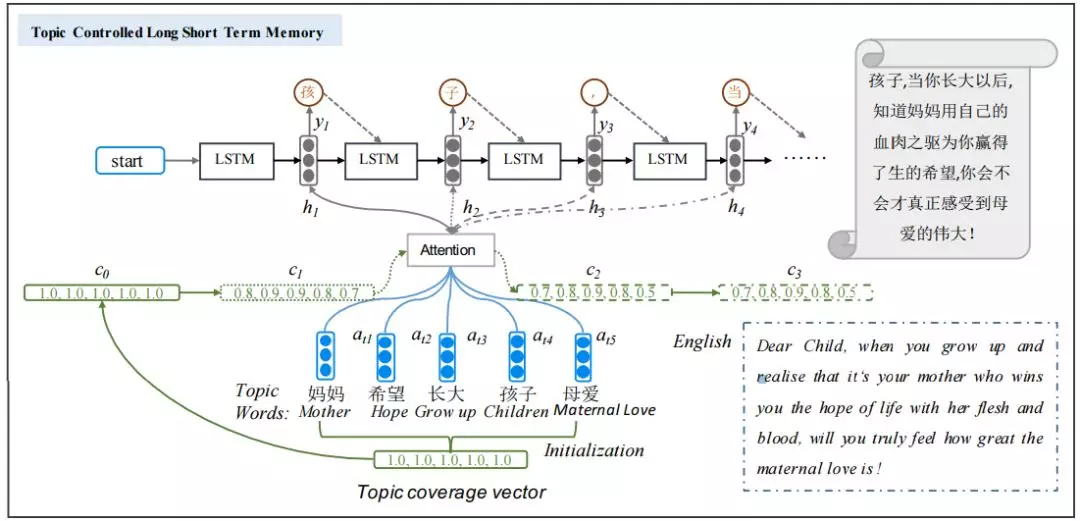 Topic Controlled Long Short Term Memory
孩 子 , 当
y1 y2 y3 y4
start LSTM LSTM LSTM LSTM ......
h1 h2 h3 h4
孩子,当你长大以后,
知道妈妈用自己的
血肉之驱为你赢得
了生的希望,你会不
会才真正感受到母
爱的伟大!
Attention
c0 c1 c2 c3
1.0, 1.0, 1.0, 1.0, 1.0 0.8, 0.9, 0.9, 0.8, 0.7 0.7, 0.8, 0.9, 0.8, 0.5 0.7, 0.8, 0.9, 0.8, 0.5
at1 at2 at3 at4 at5
Topic Words:
妈妈 希望 长大 孩子 母爱
Mother Hope Grow up Children Maternal Love
Initialization
1.0, 1.0, 1.0, 1.0, 1.0
Topic coverage vector
English
Dear Child, when you grow up and
realise that it's your mother who wins
you the hope of life with her flesh and
blood, will you truly feel how great the
maternal love is!